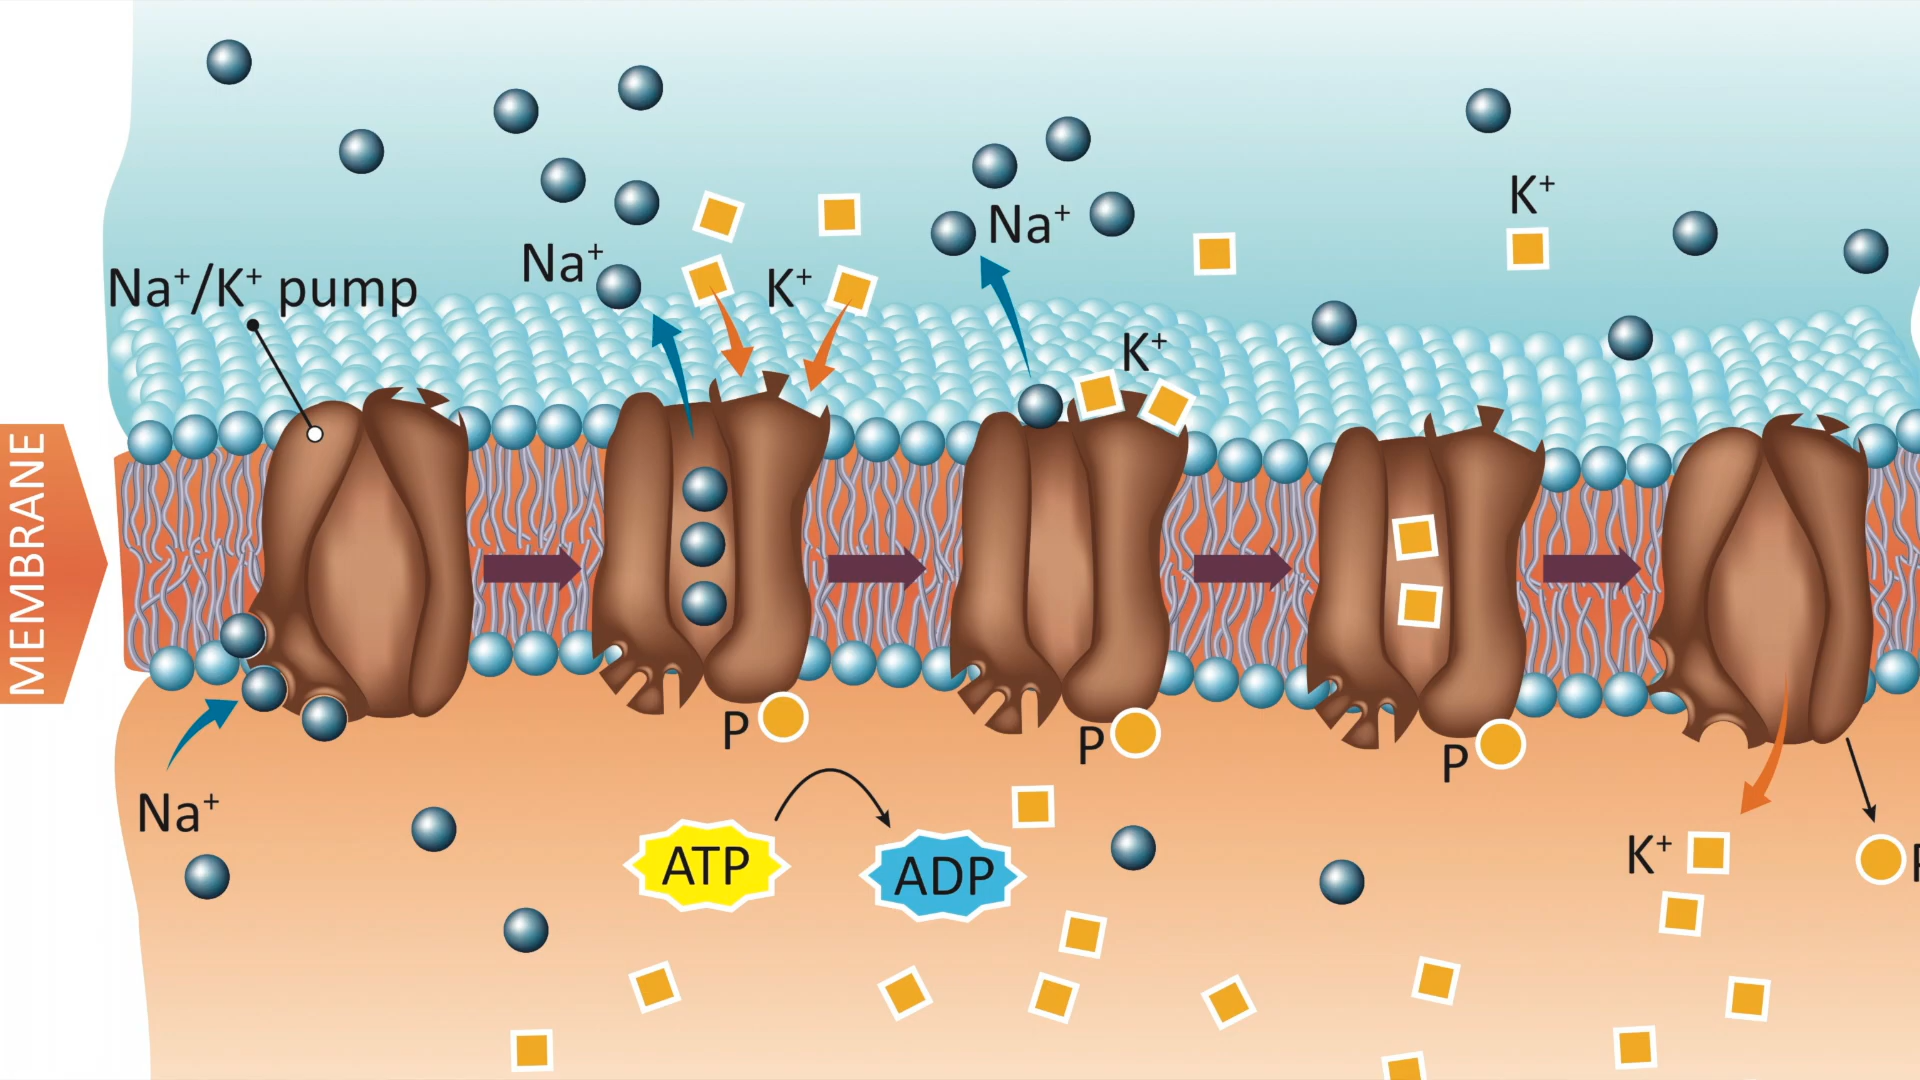 K⁺
Na⁺
Na⁺
K⁺
Na⁺/K⁺ pump
K⁺
MEMBRANE
P
P
P
Na⁺
ATP
ADP
K⁺